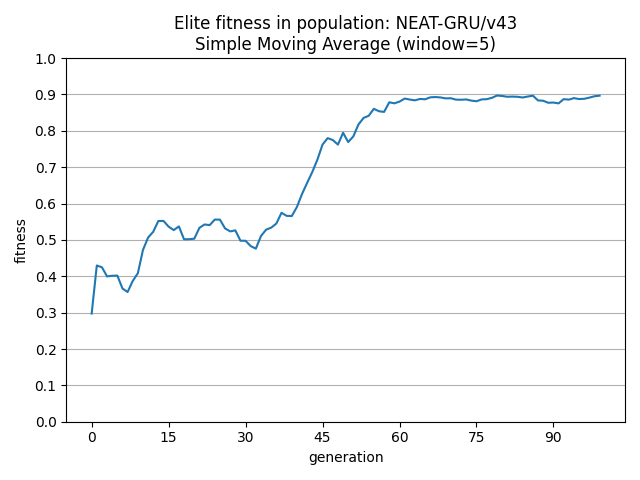 Elite fitness in population: NEAT-GRU/v43
Simple Moving Average (window=5)
1.0
0.9
0.8
0.7
0.6
0.5
0.4
0.3
0.2
0.1
0.0
fitness
0 15 30 45 60 75 90
generation